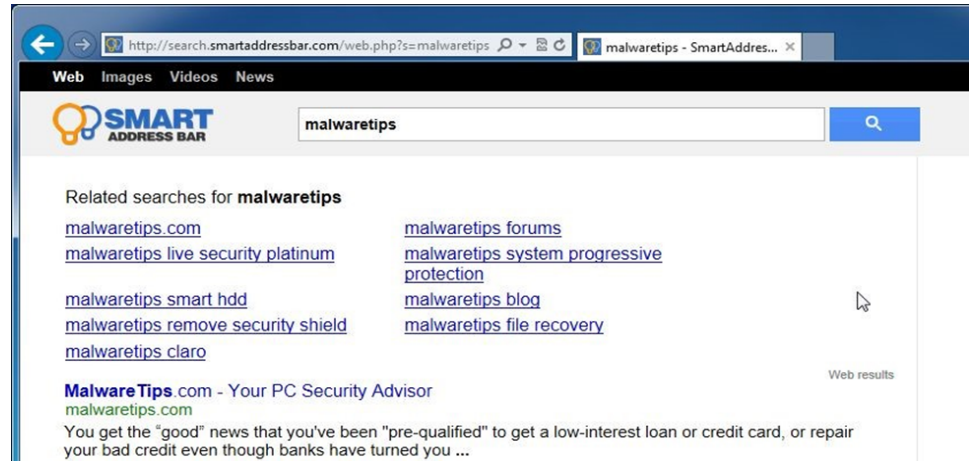 http://search.smartaddressbar.com/web.php?s=malwaretips
malwaretips - SmartAddres...
Web Images Videos News
SMART
ADDRESS BAR
malwaretips
Related searches for malwaretips
malwaretips.com
malwaretips forums
malwaretips live security platinum
malwaretips system progressive
protection
malwaretips smart hdd
malwaretips blog
malwaretips remove security shield
malwaretips file recovery
malwaretips claro
Web results
MalwareTips.com - Your PC Security Advisor
malwaretips.com
You get the “good” news that you've been "pre-qualified" to get a low-interest loan or credit card, or repair
your bad credit even though banks have turned you ...